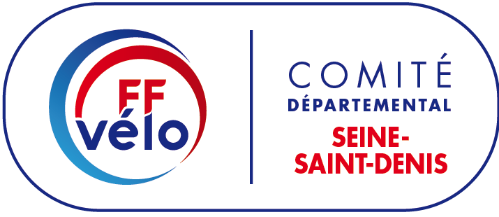 FF
vélo
COMITÉ
DÉPARTEMENTAL
SEINE-
SAINT-DENIS